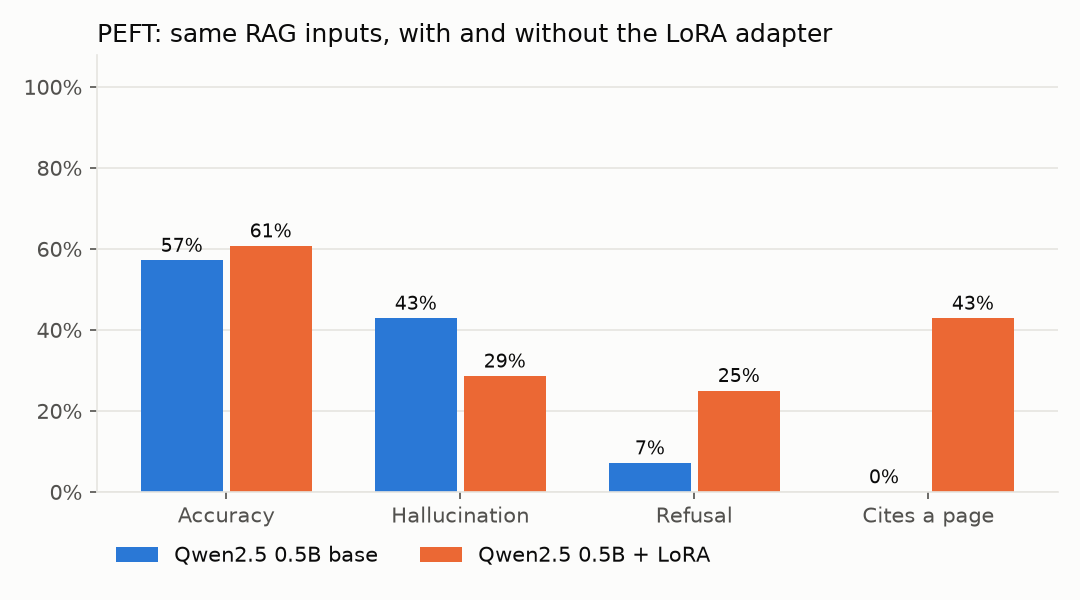 PEFT: same RAG inputs, with and without the LoRA adapter
100%
80%
60%
40%
20%
0%
57%
61%
43%
29%
7%
25%
0%
43%
Accuracy
Hallucination
Refusal
Cites a page
Qwen2.5 0.5B base
Qwen2.5 0.5B + LoRA